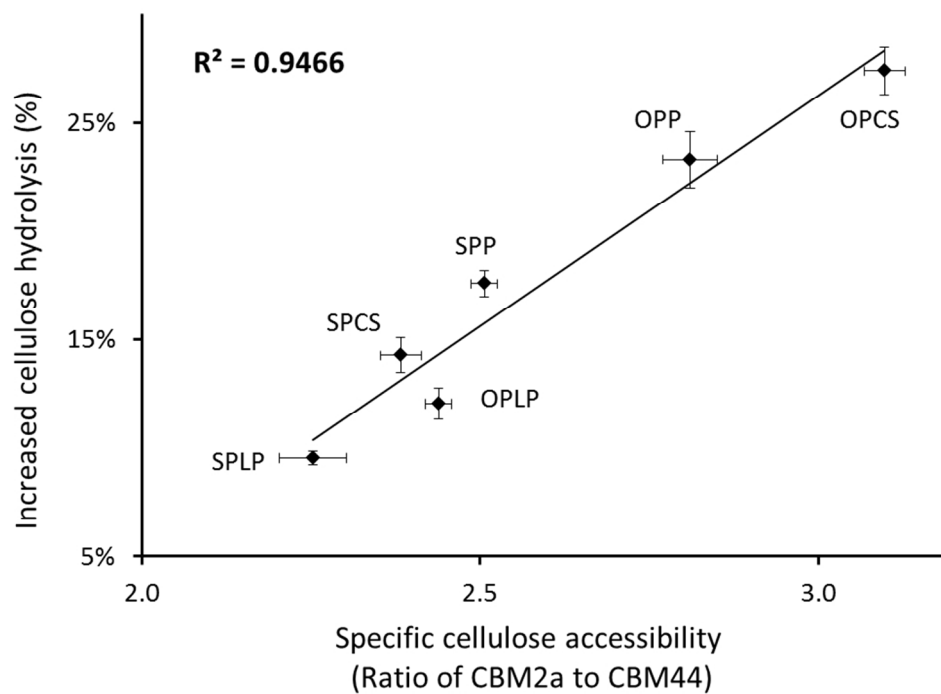 R² = 0.9466
Increased cellulose hydrolysis (%)
25%
15%
5%
OPCS
OPP
SPP
SPCS
OPLP
SPLP
2.0
2.5
3.0
Specific cellulose accessibility
(Ratio of CBM2a to CBM44)